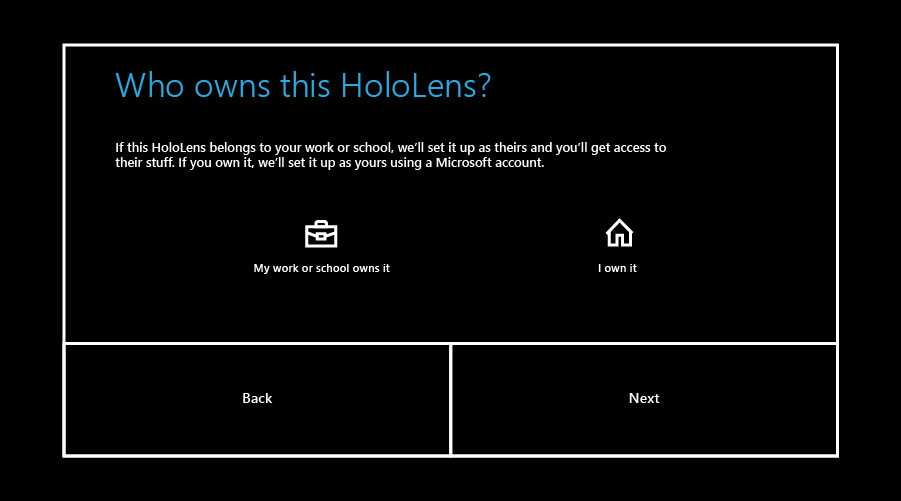 Who owns this HoloLens?
If this HoloLens belongs to your work or school, we’ll set it up as theirs and you’ll get access to
their stuff. If you own it, we’ll set it up as yours using a Microsoft account.
My work or school owns it
I own it
Back
Next